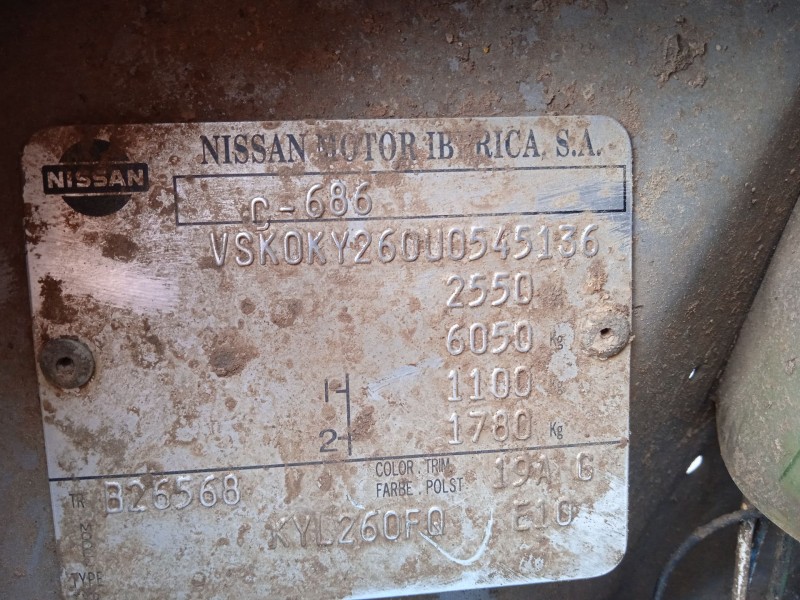 NISSAN MOTOR IBERICA, S.A.
NISSAN
C-686
VSKOKY260U0545136
2550
6050 Kg
1100
1780 Kg
1-
2-
COLOR.TRIM 19A G
FARBE.POLST
TR B26568
KYL260FQ E10
TYPE